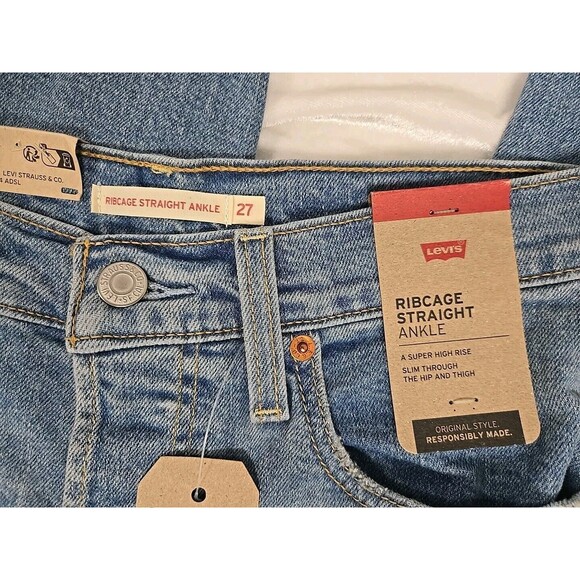 LEVI STRAUSS & CO.
ADSL
RIBCAGE STRAIGHT ANKLE 27
Levi's
RIBCAGE
STRAIGHT
ANKLE
A SUPER HIGH RISE
SLIM THROUGH
THE HIP AND THIGH
ORIGINAL STYLE.
RESPONSIBLY MADE.